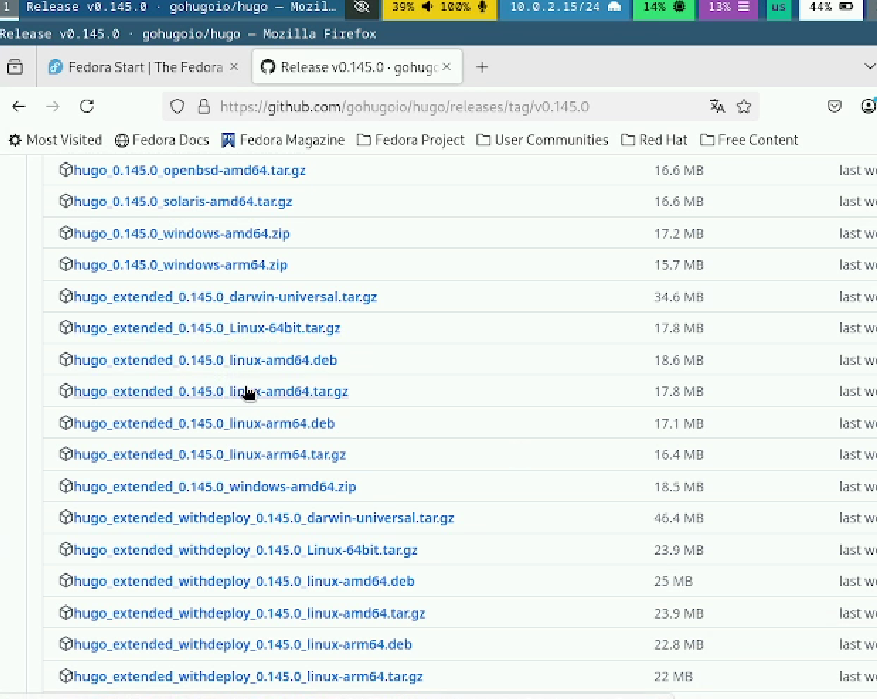 1 Release v0.145.0 · gohugoio/hugo — Mozil… 39% 100% 10.0.2.15/24 14% 13% us 44%
Release v0.145.0 · gohugoio/hugo — Mozilla Firefox
Fedora Start | The Fedora × Release v0.145.0 · gohug × +
https://github.com/gohugoio/hugo/releases/tag/v0.145.0
Most Visited Fedora Docs Fedora Magazine Fedora Project User Communities Red Hat Free Content
hugo_0.145.0_openbsd-amd64.tar.gz 16.6 MB last w
hugo_0.145.0_solaris-amd64.tar.gz 16.6 MB last w
hugo_0.145.0_windows-amd64.zip 17.2 MB last w
hugo_0.145.0_windows-arm64.zip 15.7 MB last w
hugo_extended_0.145.0_darwin-universal.tar.gz 34.6 MB last w
hugo_extended_0.145.0_Linux-64bit.tar.gz 17.8 MB last w
hugo_extended_0.145.0_linux-amd64.deb 18.6 MB last w
hugo_extended_0.145.0_linux-amd64.tar.gz 17.8 MB last w
hugo_extended_0.145.0_linux-arm64.deb 17.1 MB last w
hugo_extended_0.145.0_linux-arm64.tar.gz 16.4 MB last w
hugo_extended_0.145.0_windows-amd64.zip 18.5 MB last w
hugo_extended_withdeploy_0.145.0_darwin-universal.tar.gz 46.4 MB last w
hugo_extended_withdeploy_0.145.0_Linux-64bit.tar.gz 23.9 MB last w
hugo_extended_withdeploy_0.145.0_linux-amd64.deb 25 MB last w
hugo_extended_withdeploy_0.145.0_linux-amd64.tar.gz 23.9 MB last w
hugo_extended_withdeploy_0.145.0_linux-arm64.deb 22.8 MB last w
hugo_extended_withdeploy_0.145.0_linux-arm64.tar.gz 22 MB last w